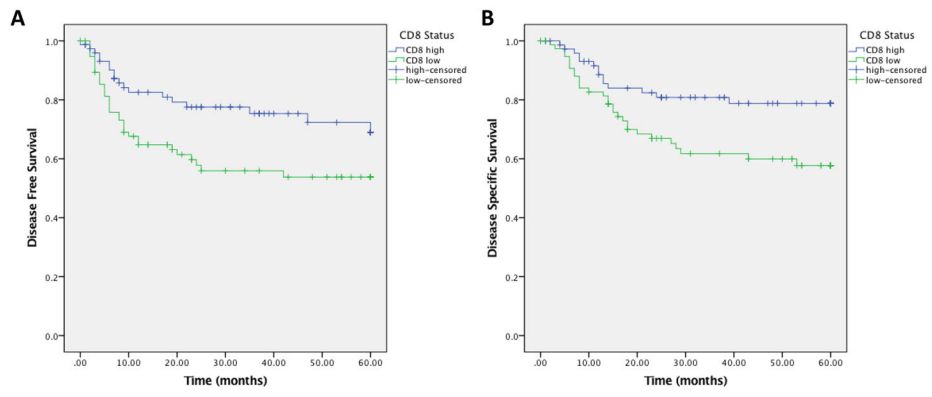 A
CD8 Status
CD8 high
CD8 low
high-censored
low-censored
Disease Free Survival
1.0
0.8
0.6
0.4
0.2
0.0
.00 10.00 20.00 30.00 40.00 50.00 60.00
Time (months)
B
CD8 Status
CD8 high
CD8 low
high-censored
low-censored
Disease Specific Survival
1.0
0.8
0.6
0.4
0.2
0.0
.00 10.00 20.00 30.00 40.00 50.00 60.00
Time (months)